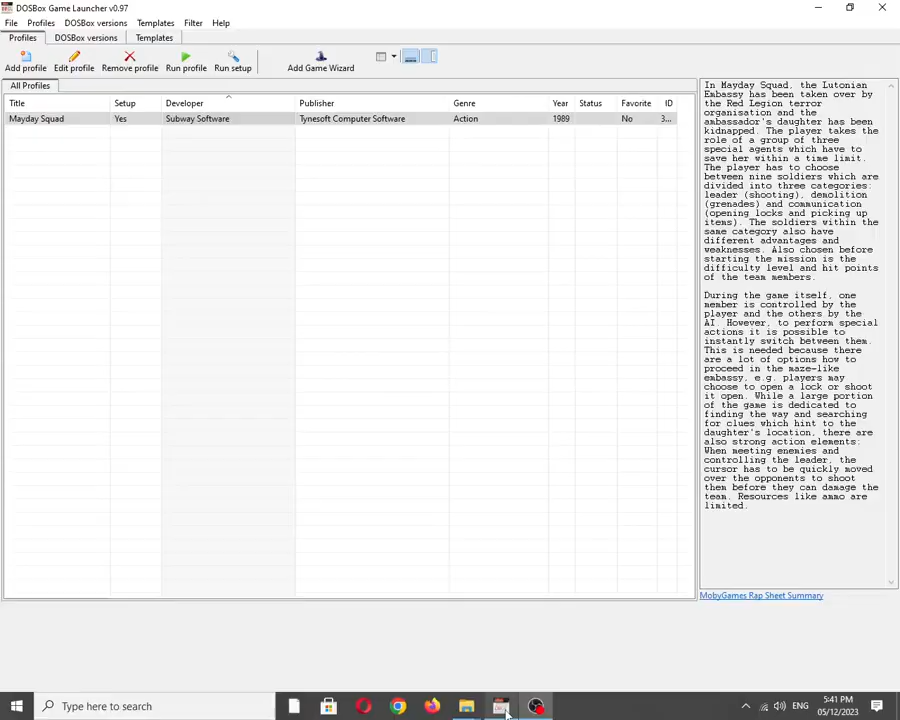 DOSBox Game Launcher v0.97
File Profiles DOSBox versions Templates Filter Help
Profiles DOSBox versions Templates
Add profile Edit profile Remove profile Run profile Run setup Add Game Wizard
All Profiles
Title Setup Developer Publisher Genre Year Status Favorite ID
Mayday Squad Yes Subway Software Tynesoft Computer Software Action 1989 No 3...
In Mayday Squad, the Lutonian
Embassy has been taken over by
the Red Legion terror
organisation and the
ambassador's daughter has been
kidnapped. The player takes the
role of a group of three
special agents which have to
save her within a time limit.
The player has to choose
between nine soldiers which are
divided into three categories:
leader (shooting), demolition
(grenades) and communication
(opening locks and picking up
items). The soldiers within the
same category also have
different advantages and
weaknesses. Also chosen before
starting the mission is the
difficulty level and hit points
of the team members.
During the game itself, one
member is controlled by the
player and the others by the
AI. However, to perform special
actions it is possible to
instantly switch between them.
This is needed because there
are a lot of options how to
proceed in the maze-like
embassy, e.g. players may
choose to open a lock or shoot
it open. While a large portion
of the game is dedicated to
finding the way and searching
for clues which hint to the
daughter's location, there are
also strong action elements:
When meeting enemies and
controlling the leader, the
cursor has to be quickly moved
over the opponents to shoot
them before they can damage the
team. Resources like ammo are
limited.
MobyGames Rap Sheet Summary
Type here to search
ENG
5:41 PM
05/12/2023